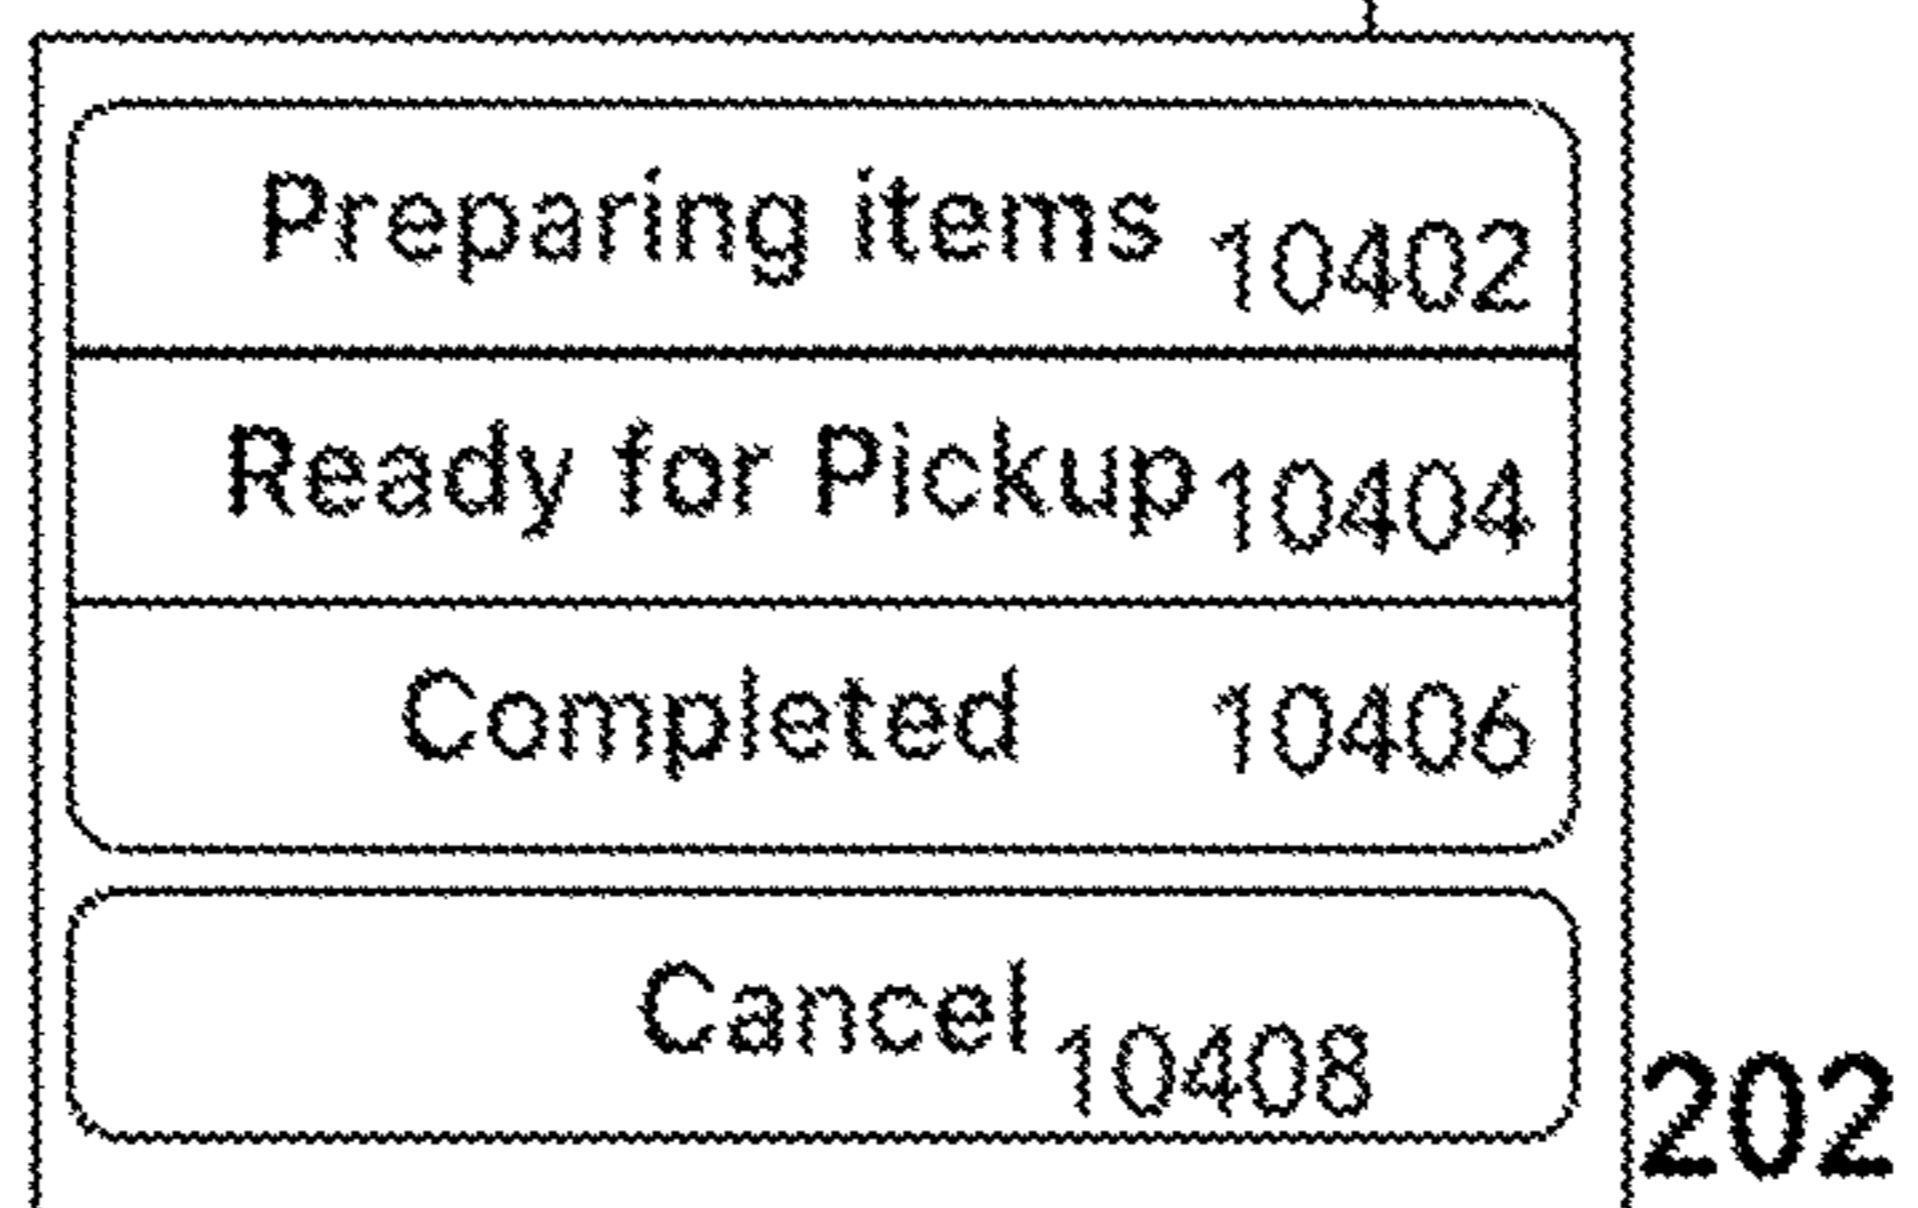 Preparing items 10402
Ready for Pickup 10404
Completed 10406
Cancel 10408
202